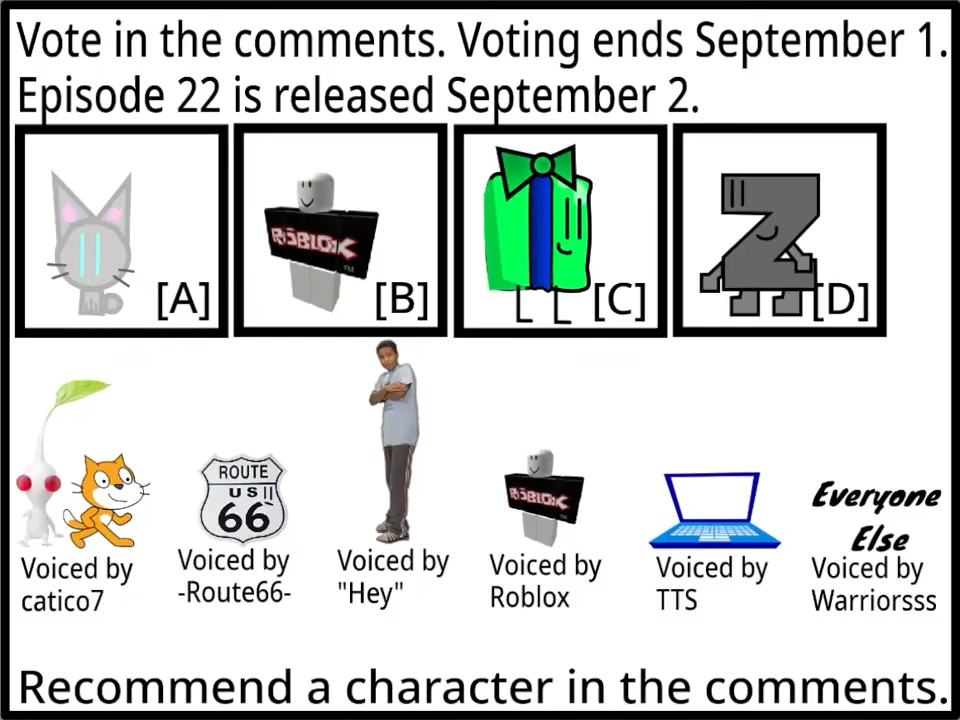 Vote in the comments. Voting ends September 1.
Episode 22 is released September 2.
ROBLOX
TM
[A] [B] [C] [D]
ROUTE
US
66
ROBLOX
Everyone
Else
Voiced by
catico7
Voiced by
-Route66-
Voiced by
"Hey"
Voiced by
Roblox
Voiced by
TTS
Voiced by
Warriorsss
Recommend a character in the comments.